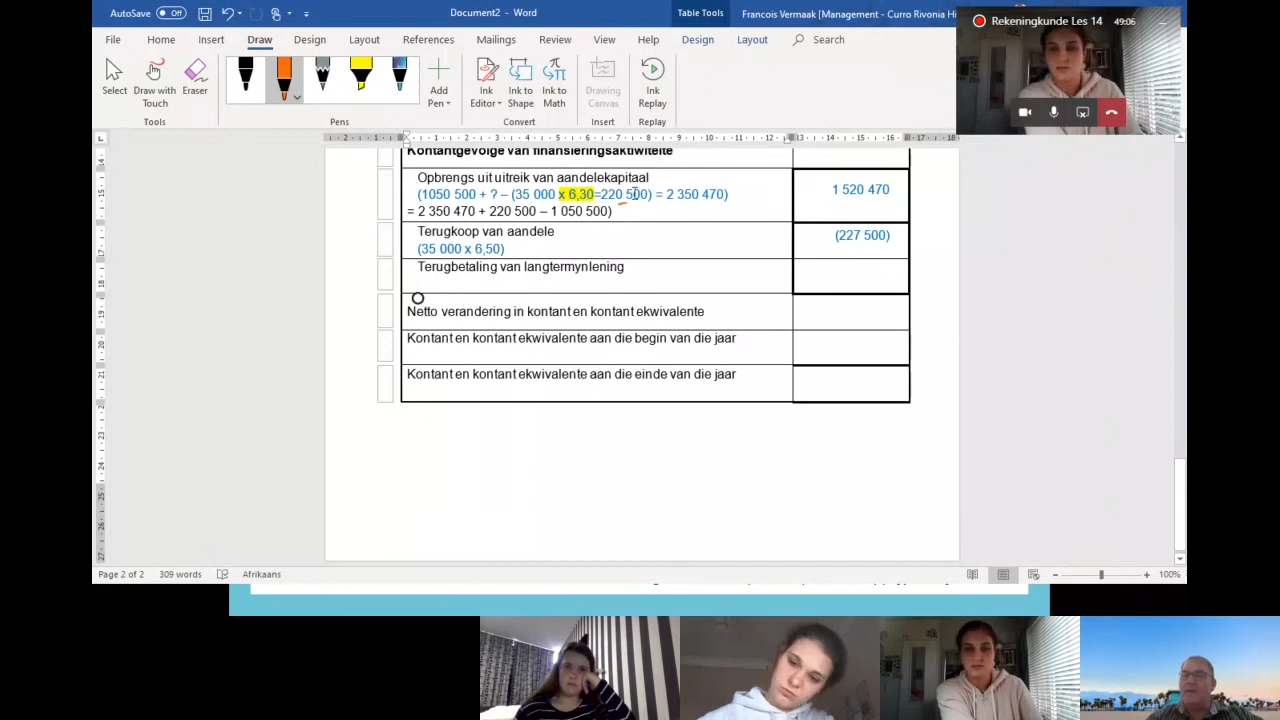 AutoSave Off Document2 - Word Table Tools Francois Vermaak [Management - Curro Rivonia Hi
Rekeningkunde Les 14 49:06
File Home Insert Draw Design Layout References Mailings Review View Help Design Layout Search
Select Draw with Touch Eraser Add Ink Ink to Shape Ink to Math Drawing Canvas Ink Replay
Tools Pens Convert Insert Replay
Kontantgevolge van finansieringsaktiwiteite
Opbrengs uit uitreik van aandelekapitaal
(1050 500 + ? – (35 000 x 6,30=220 500) = 2 350 470) 1 520 470
= 2 350 470 + 220 500 – 1 050 500)
Terugkoop van aandele (227 500)
(35 000 x 6,50)
Terugbetaling van langtermynlening
Netto verandering in kontant en kontant ekwivalente
Kontant en kontant ekwivalente aan die begin van die jaar
Kontant en kontant ekwivalente aan die einde van die jaar
Page 2 of 2 309 words Afrikaans 100%